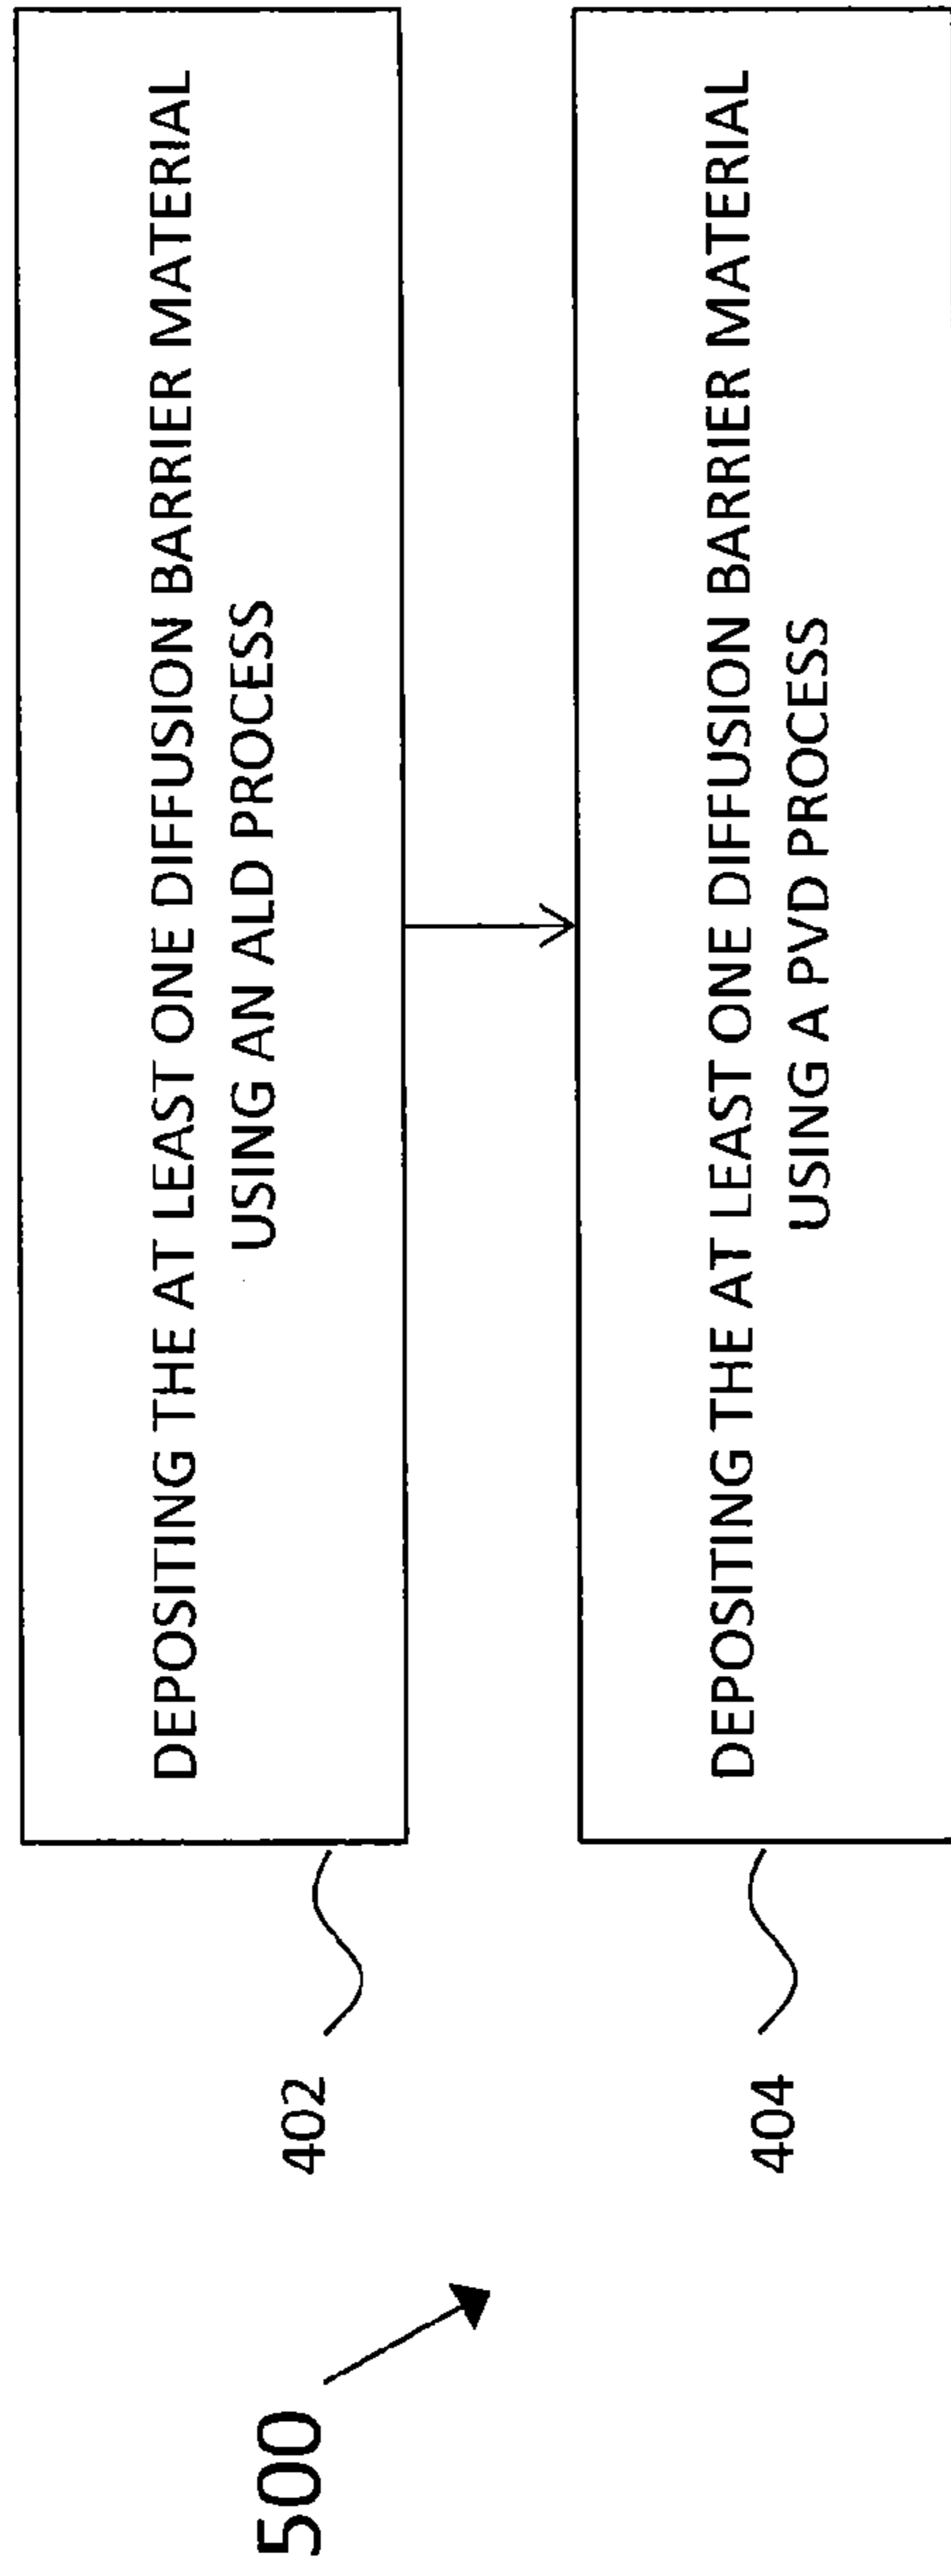 500
402
DEPOSITING THE AT LEAST ONE DIFFUSION BARRIER MATERIAL
USING AN ALD PROCESS
404
DEPOSITING THE AT LEAST ONE DIFFUSION BARRIER MATERIAL
USING A PVD PROCESS